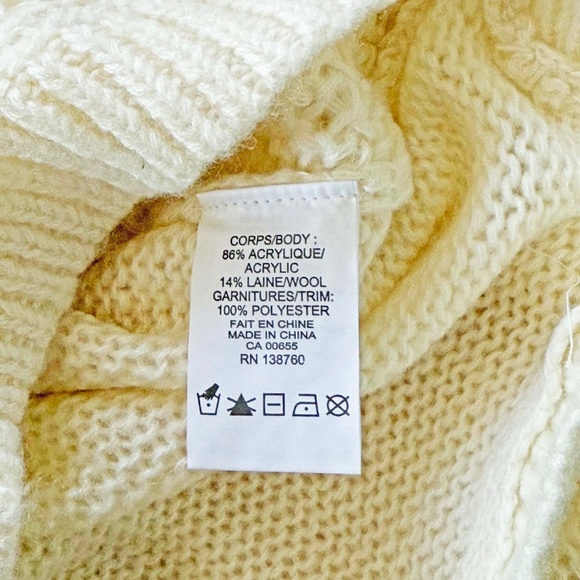 CORPS/BODY :
86% ACRYLIQUE/
ACRYLIC
14% LAINE/WOOL
GARNITURES/TRIM:
100% POLYESTER
FAIT EN CHINE
MADE IN CHINA
CA 00655
RN 138760